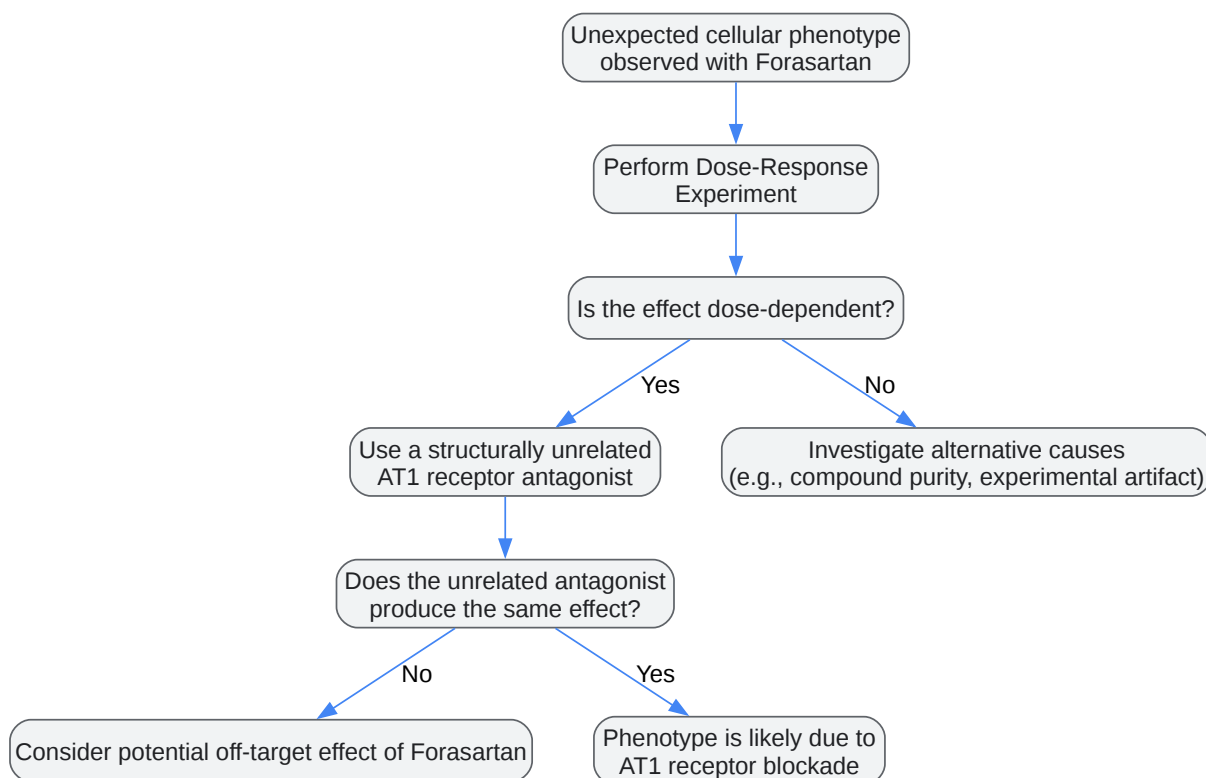 Unexpected cellular phenotype
observed with Forasartan
Perform Dose-Response
Experiment
Is the effect dose-dependent?
Yes
No
Use a structurally unrelated
AT1 receptor antagonist
Investigate alternative causes
(e.g., compound purity, experimental artifact)
Does the unrelated antagonist
produce the same effect?
No
Yes
Consider potential off-target effect of Forasartan
Phenotype is likely due to
AT1 receptor blockade